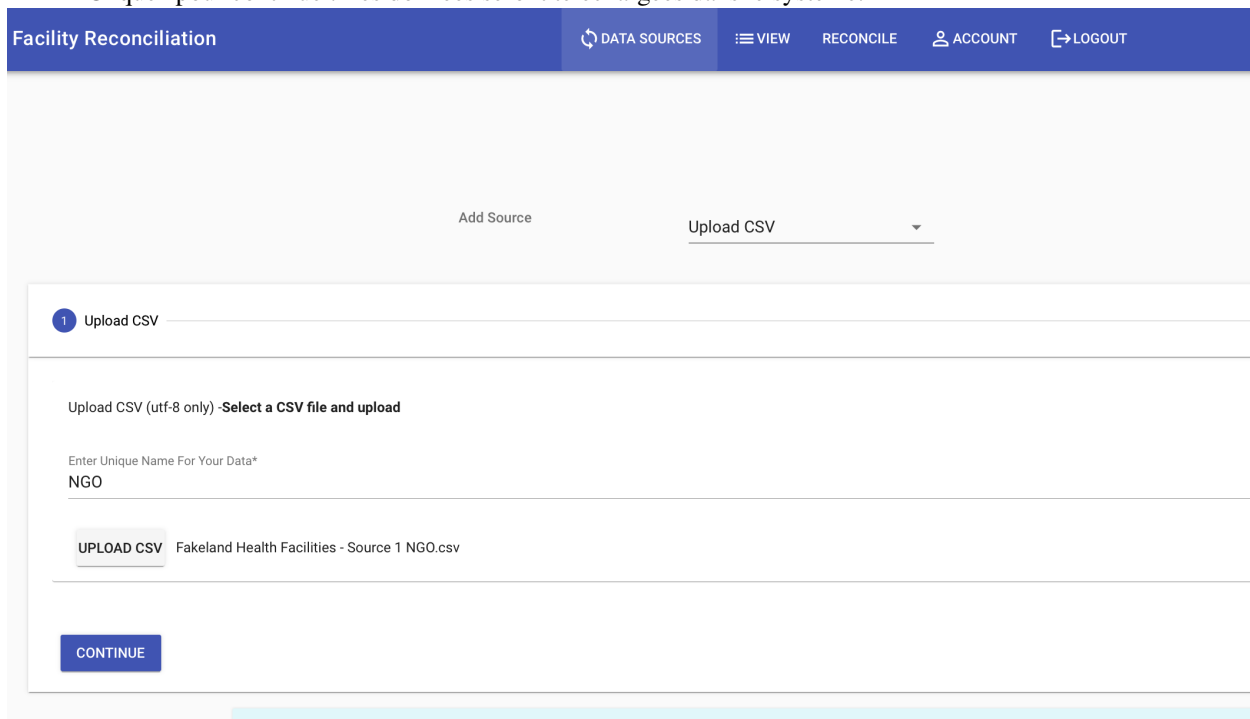 Facility Reconciliation DATA SOURCES VIEW RECONCILE ACCOUNT LOGOUT
Add Source Upload CSV
1 Upload CSV
Upload CSV (utf-8 only) -Select a CSV file and upload
Enter Unique Name For Your Data*
NGO
UPLOAD CSV Fakeland Health Facilities - Source 1 NGO.csv
CONTINUE